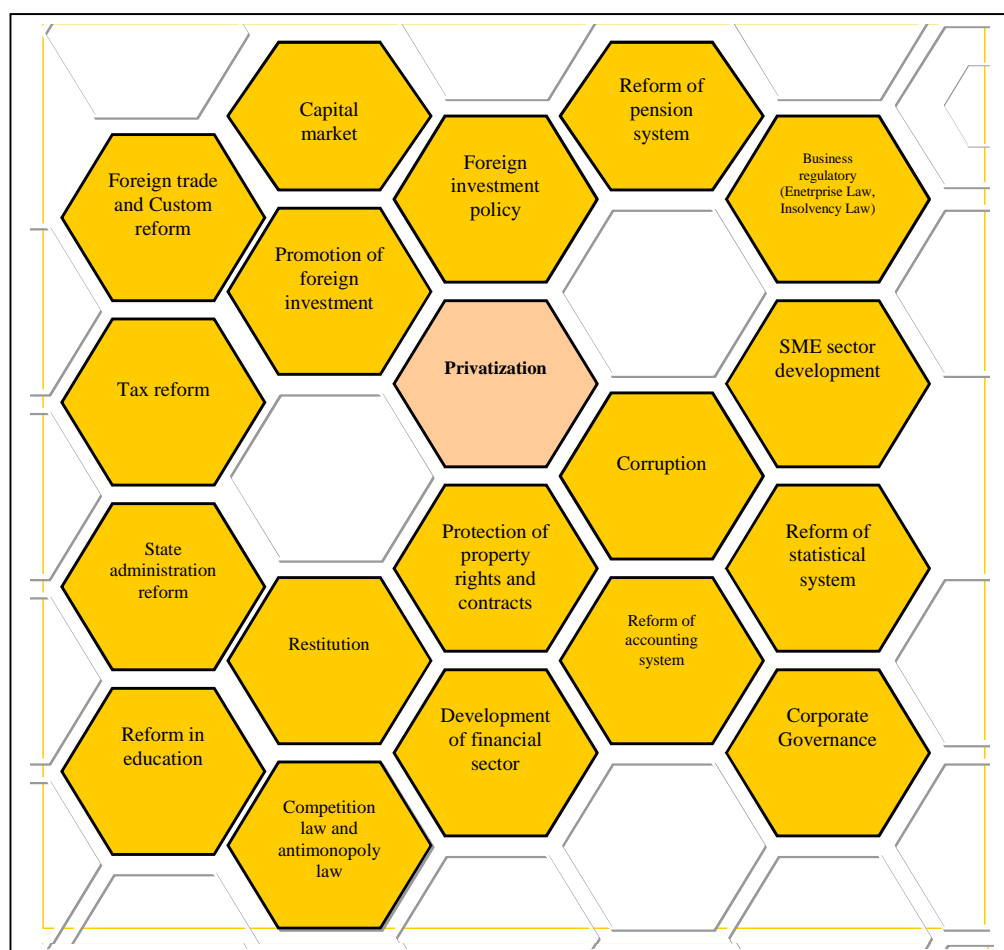 Capital
market
Reform of
pension
system
Foreign trade
and Custom
reform
Foreign
investment
policy
Business
regulatory
(Enetrprise Law,
Insolvency Law)
Promotion of
foreign
investment
Privatization
SME sector
development
Tax reform
Corruption
State
administration
reform
Protection of
property
rights and
contracts
Reform of
statistical
system
Restitution
Reform of
accounting
system
Reform in
education
Development
of financial
sector
Corporate
Governance
Competition
law and
antimonopoly
law